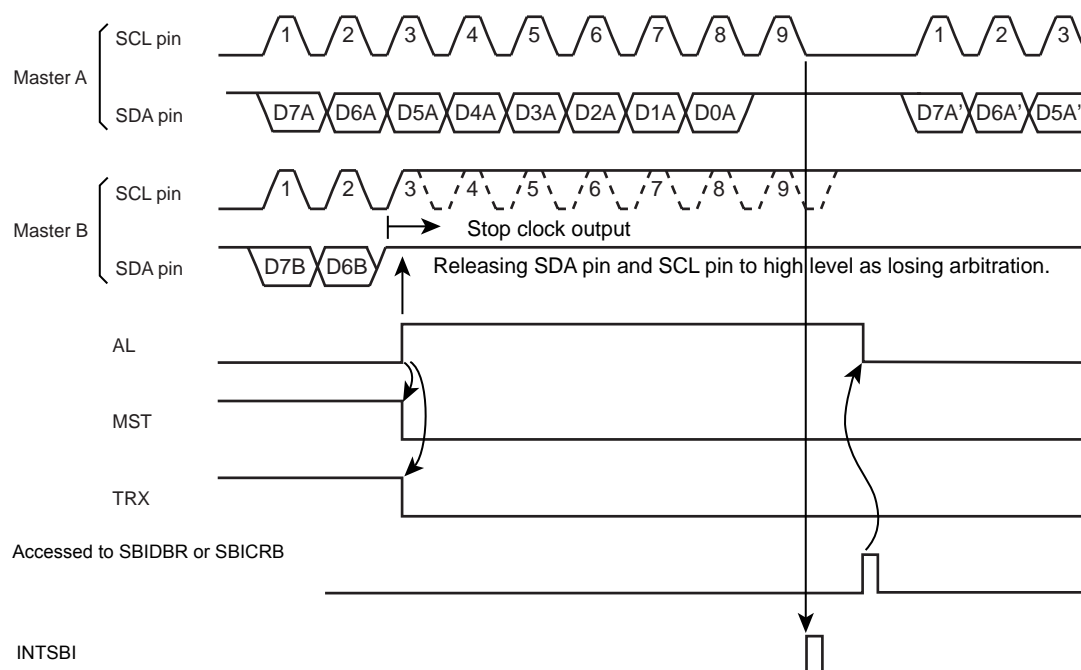 SCL pin 1 2 3 4 5 6 7 8 9 1 2 3
Master A
SDA pin D7A D6A D5A D4A D3A D2A D1A D0A D7A' D6A' D5A'
SCL pin 1 2 3 4 5 6 7 8 9
Master B
Stop clock output
SDA pin D7B D6B
Releasing SDA pin and SCL pin to high level as losing arbitration.
AL
MST
TRX
Accessed to SBIDBR or SBICRB
INTSBI